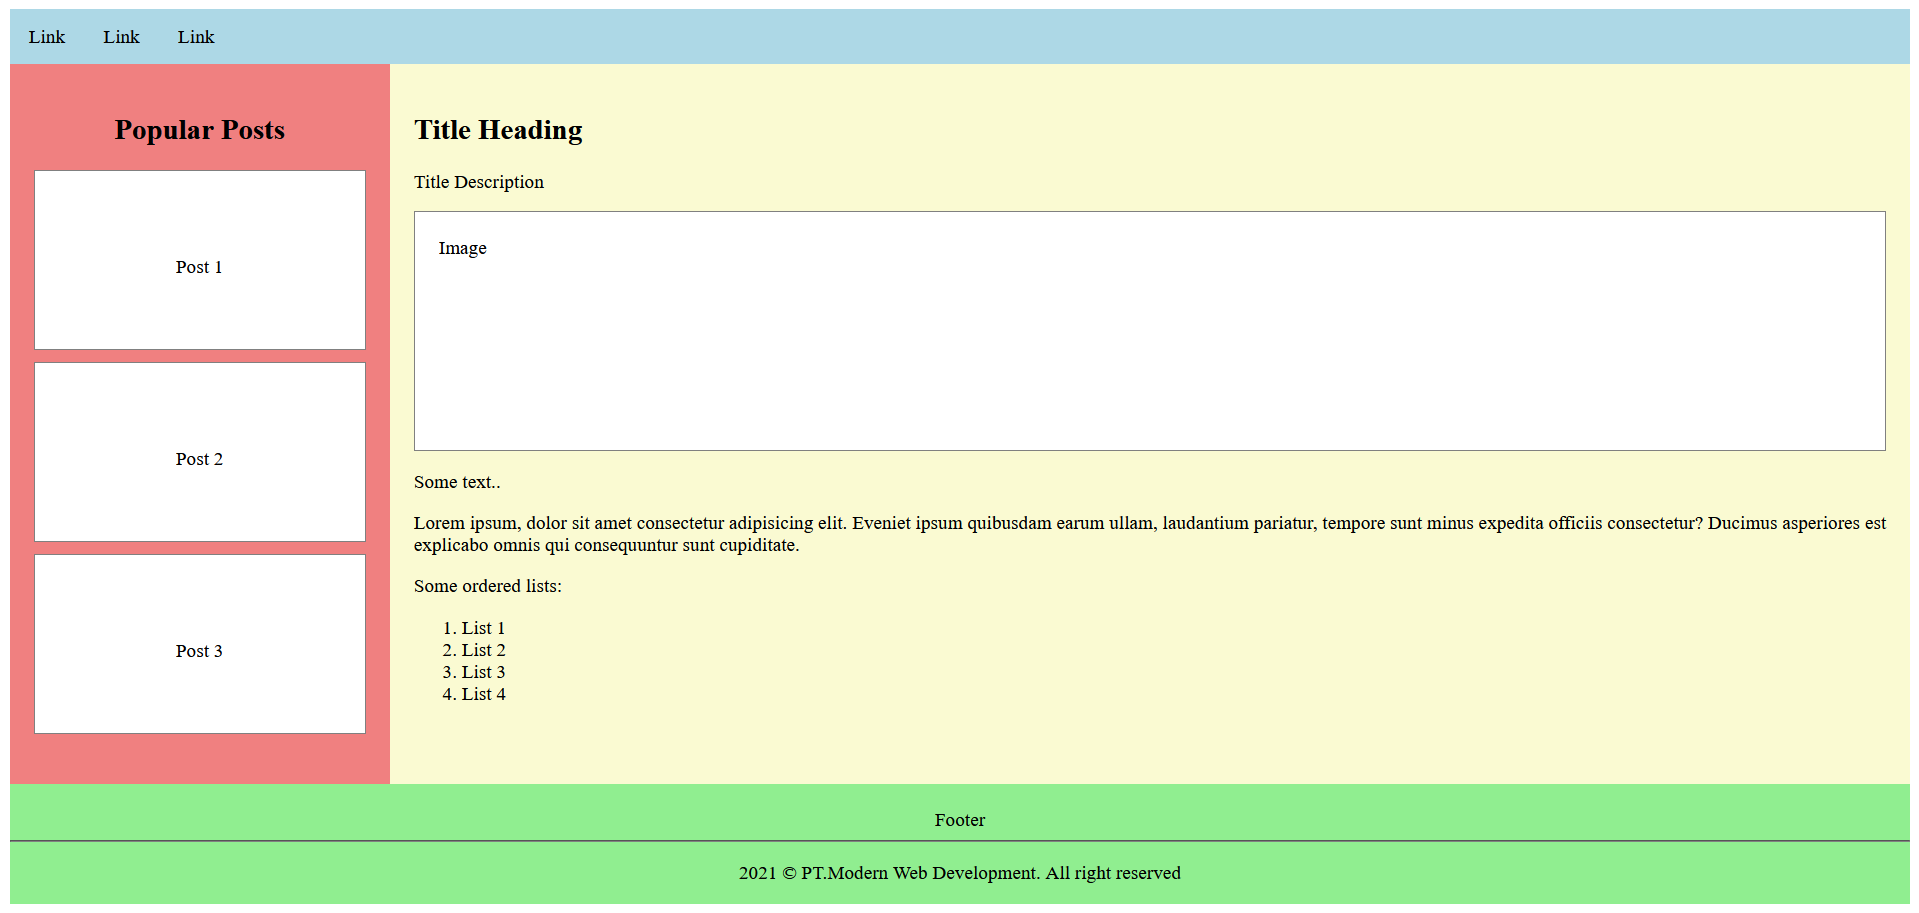 Link Link Link
Popular Posts
Post 1
Post 2
Post 3
Title Heading
Title Description
Image
Some text..
Lorem ipsum, dolor sit amet consectetur adipisicing elit. Eveniet ipsum quibusdam earum ullam, laudantium pariatur, tempore sunt minus expedita officiis consectetur? Ducimus asperiores est
explicabo omnis qui consequuntur sunt cupiditate.
Some ordered lists:
1. List 1
2. List 2
3. List 3
4. List 4
Footer
2021 © PT.Modern Web Development. All right reserved